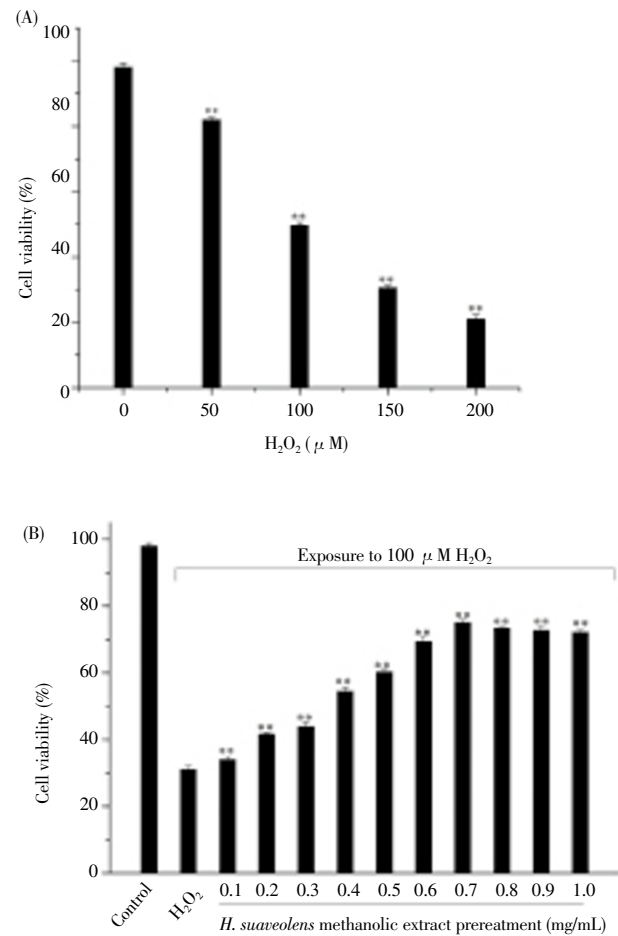 (A)
100
80
60
40
20
0
Cell viability (%)
**
**
**
**
0 50 100 150 200
H₂O₂ ( μ M)
(B)
100
80
60
40
20
0
Cell viability (%)
Exposure to 100 μ M H₂O₂
**
**
**
**
**
**
**
**
**
**
Control H₂O₂ 0.1 0.2 0.3 0.4 0.5 0.6 0.7 0.8 0.9 1.0
H. suaveolens methanolic extract prereatment (mg/mL)